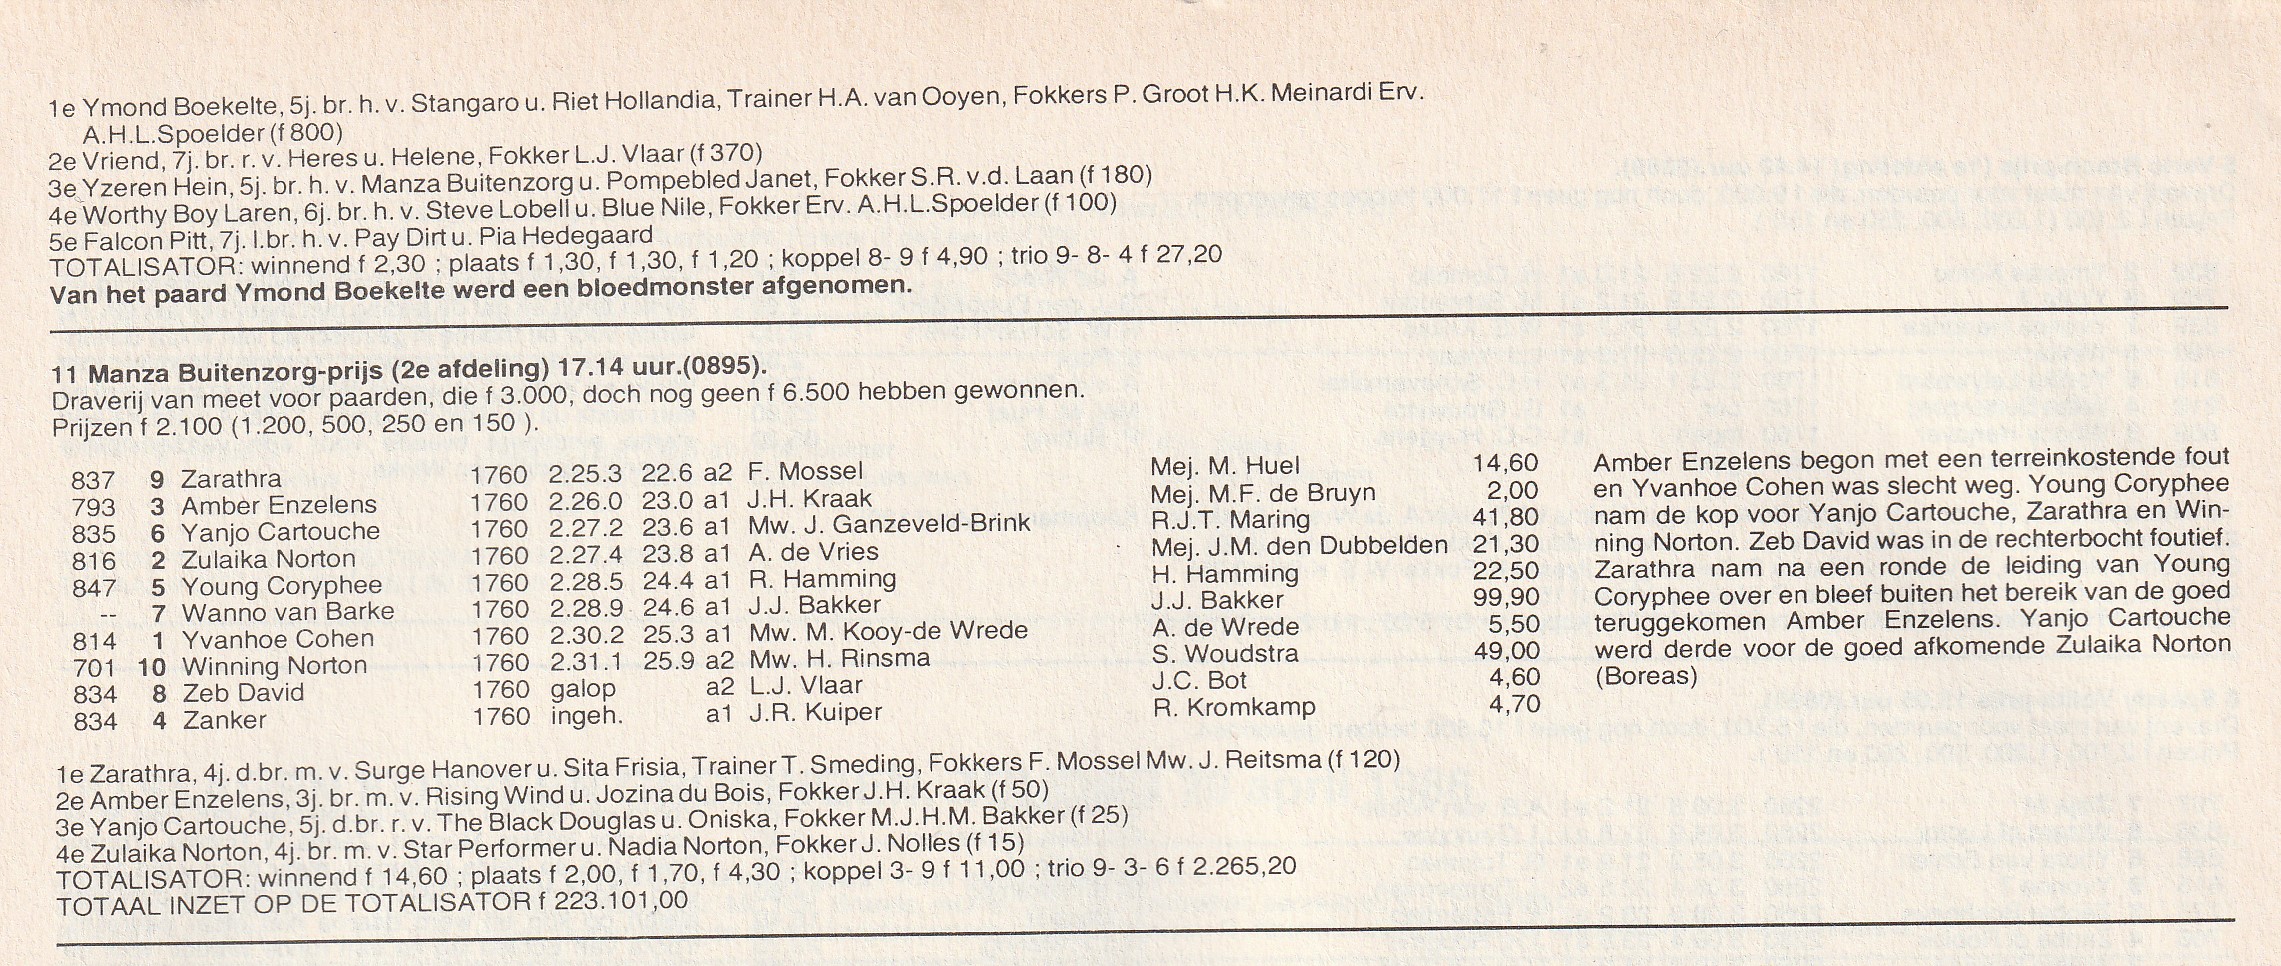 1e Ymond Boekelte, 5j. br. h. v. Stangaro u. Riet Hollandia, Trainer H.A. van Ooyen, Fokkers P. Groot H.K. Meinardi Erv.
A.H.L.Spoelder (f 800)
2e Vriend, 7j. br. r. v. Heres u. Helene, Fokker L.J. Vlaar (f 370)
3e Yzeren Hein, 5j. br. h. v. Manza Buitenzorg u. Pompebled Janet, Fokker S.R. v.d. Laan (f 180)
4e Worthy Boy Laren, 6j. br. h. v. Steve Lobell u. Blue Nile, Fokker Erv. A.H.L.Spoelder (f 100)
5e Falcon Pitt, 7j. l.br. h. v. Pay Dirt u. Pia Hedegaard
TOTALISATOR: winnend f 2,30 ; plaats f 1,30, f 1,30, f 1,20 ; koppel 8- 9 f 4,90 ; trio 9- 8- 4 f 27,20
Van het paard Ymond Boekelte werd een bloedmonster afgenomen.
11 Manza Buitenzorg-prijs (2e afdeling) 17.14 uur.(0895).
Draverij van meet voor paarden, die f 3.000, doch nog geen f 6.500 hebben gewonnen.
Prijzen f 2.100 (1.200, 500, 250 en 150 ).
837 9 Zarathra 1760 2.25.3 22.6 a2 F. Mossel Mej. M. Huel 14,60
793 3 Amber Enzelens 1760 2.26.0 23.0 a1 J.H. Kraak Mej. M.F. de Bruyn 2,00
835 6 Yanjo Cartouche 1760 2.27.2 23.6 a1 Mw. J. Ganzeveld-Brink R.J.T. Maring 41,80
816 2 Zulaika Norton 1760 2.27.4 23.8 a1 A. de Vries Mej. J.M. den Dubbelden 21,30
847 5 Young Coryphee 1760 2.28.5 24.4 a1 R. Hamming H. Hamming 22,50
-- 7 Wanno van Barke 1760 2.28.9 24.6 a1 J.J. Bakker J.J. Bakker 99,90
814 1 Yvanhoe Cohen 1760 2.30.2 25.3 a1 Mw. M. Kooy-de Wrede A. de Wrede 5,50
701 10 Winning Norton 1760 2.31.1 25.9 a2 Mw. H. Rinsma S. Woudstra 49,00
834 8 Zeb David 1760 galop a2 L.J. Vlaar J.C. Bot 4,60
834 4 Zanker 1760 ingeh. a1 J.R. Kuiper R. Kromkamp 4,70
Amber Enzelens begon met een terreinkostende fout
en Yvanhoe Cohen was slecht weg. Young Coryphee
nam de kop voor Yanjo Cartouche, Zarathra en Win-
ning Norton. Zeb David was in de rechterbocht foutief.
Zarathra nam na een ronde de leiding van Young
Coryphee over en bleef buiten het bereik van de goed
teruggekomen Amber Enzelens. Yanjo Cartouche
werd derde voor de goed afkomende Zulaika Norton
(Boreas)
1e Zarathra, 4j. d.br. m. v. Surge Hanover u. Sita Frisia, Trainer T. Smeding, Fokkers F. Mossel Mw. J. Reitsma (f 120)
2e Amber Enzelens, 3j. br. m. v. Rising Wind u. Jozina du Bois, Fokker J.H. Kraak (f 50)
3e Yanjo Cartouche, 5j. d.br. r. v. The Black Douglas u. Oniska, Fokker M.J.H.M. Bakker (f 25)
4e Zulaika Norton, 4j. br. m. v. Star Performer u. Nadia Norton, Fokker J. Nolles (f 15)
TOTALISATOR: winnend f 14,60 ; plaats f 2,00, f 1,70, f 4,30 ; koppel 3- 9 f 11,00 ; trio 9- 3- 6 f 2.265,20
TOTAAL INZET OP DE TOTALISATOR f 223.101,00